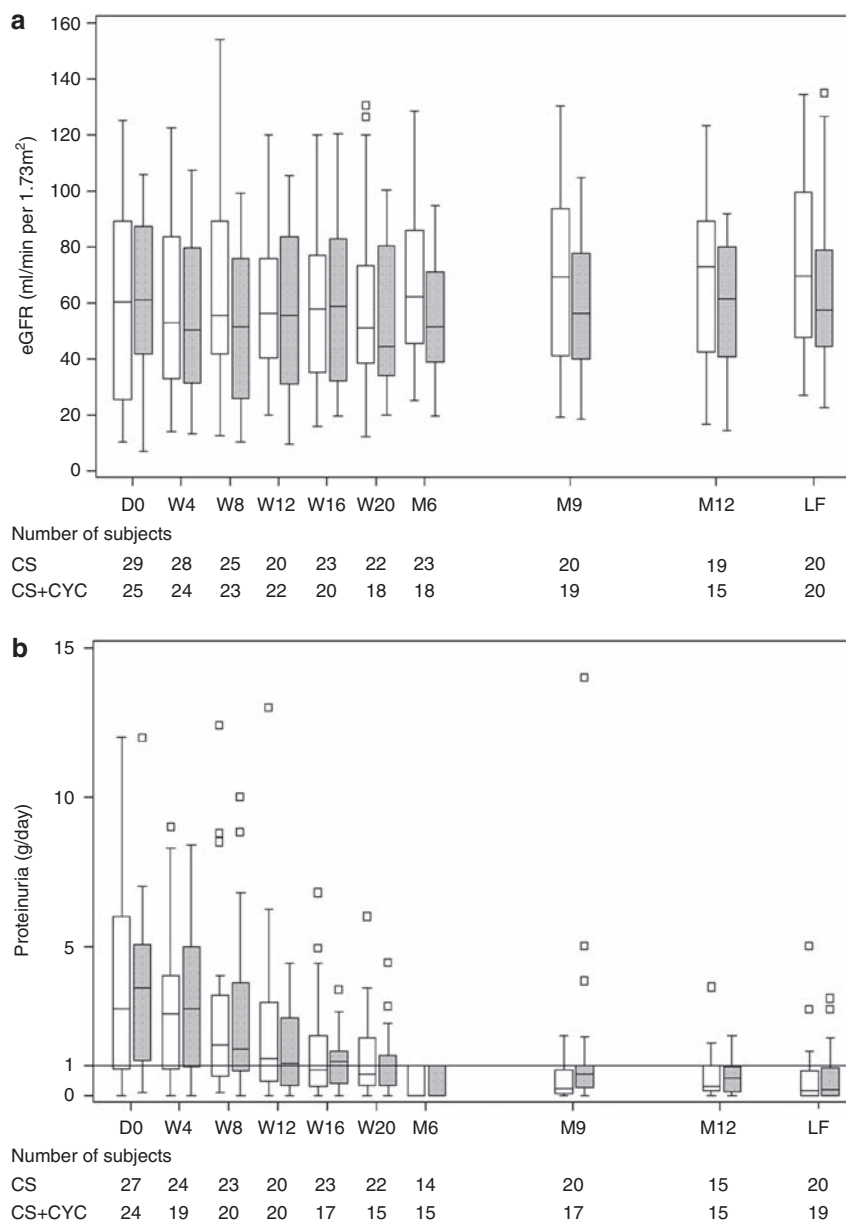 a
160
140
120
100
80
60
40
20
0
eGFR (ml/min per 1.73m²)
D0 W4 W8 W12 W16 W20 M6 M9 M12 LF
Number of subjects
CS 29 28 25 20 23 22 23 20 19 20
CS+CYC 25 24 23 22 20 18 18 19 15 20
b
15
10
5
1
0
Proteinuria (g/day)
D0 W4 W8 W12 W16 W20 M6 M9 M12 LF
Number of subjects
CS 27 24 23 20 23 22 14 20 15 20
CS+CYC 24 19 20 20 17 15 15 17 15 19